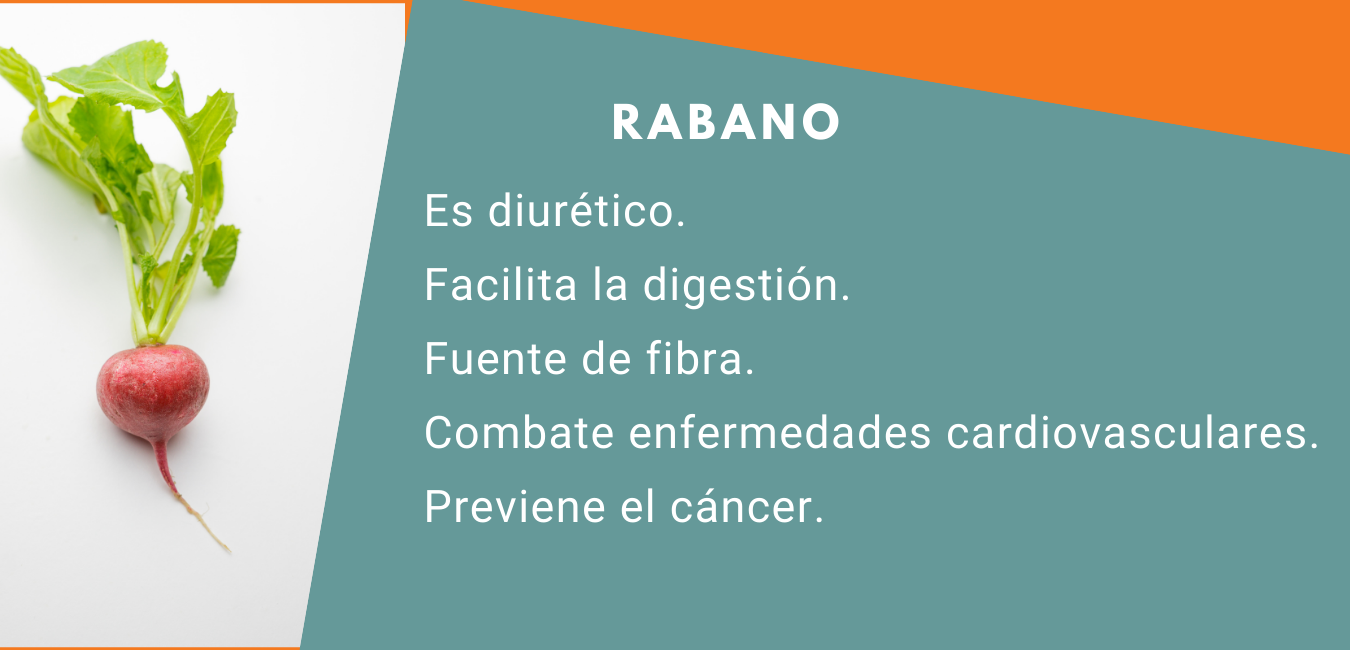 RABANO
Es diurético.
Facilita la digestión.
Fuente de fibra.
Combate enfermedades cardiovasculares.
Previene el cáncer.